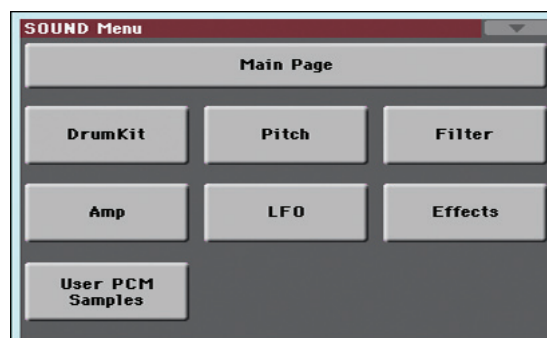 SOUND Menu
Main Page
DrumKit
Pitch
Filter
Amp
LFO
Effects
User PCM
Samples